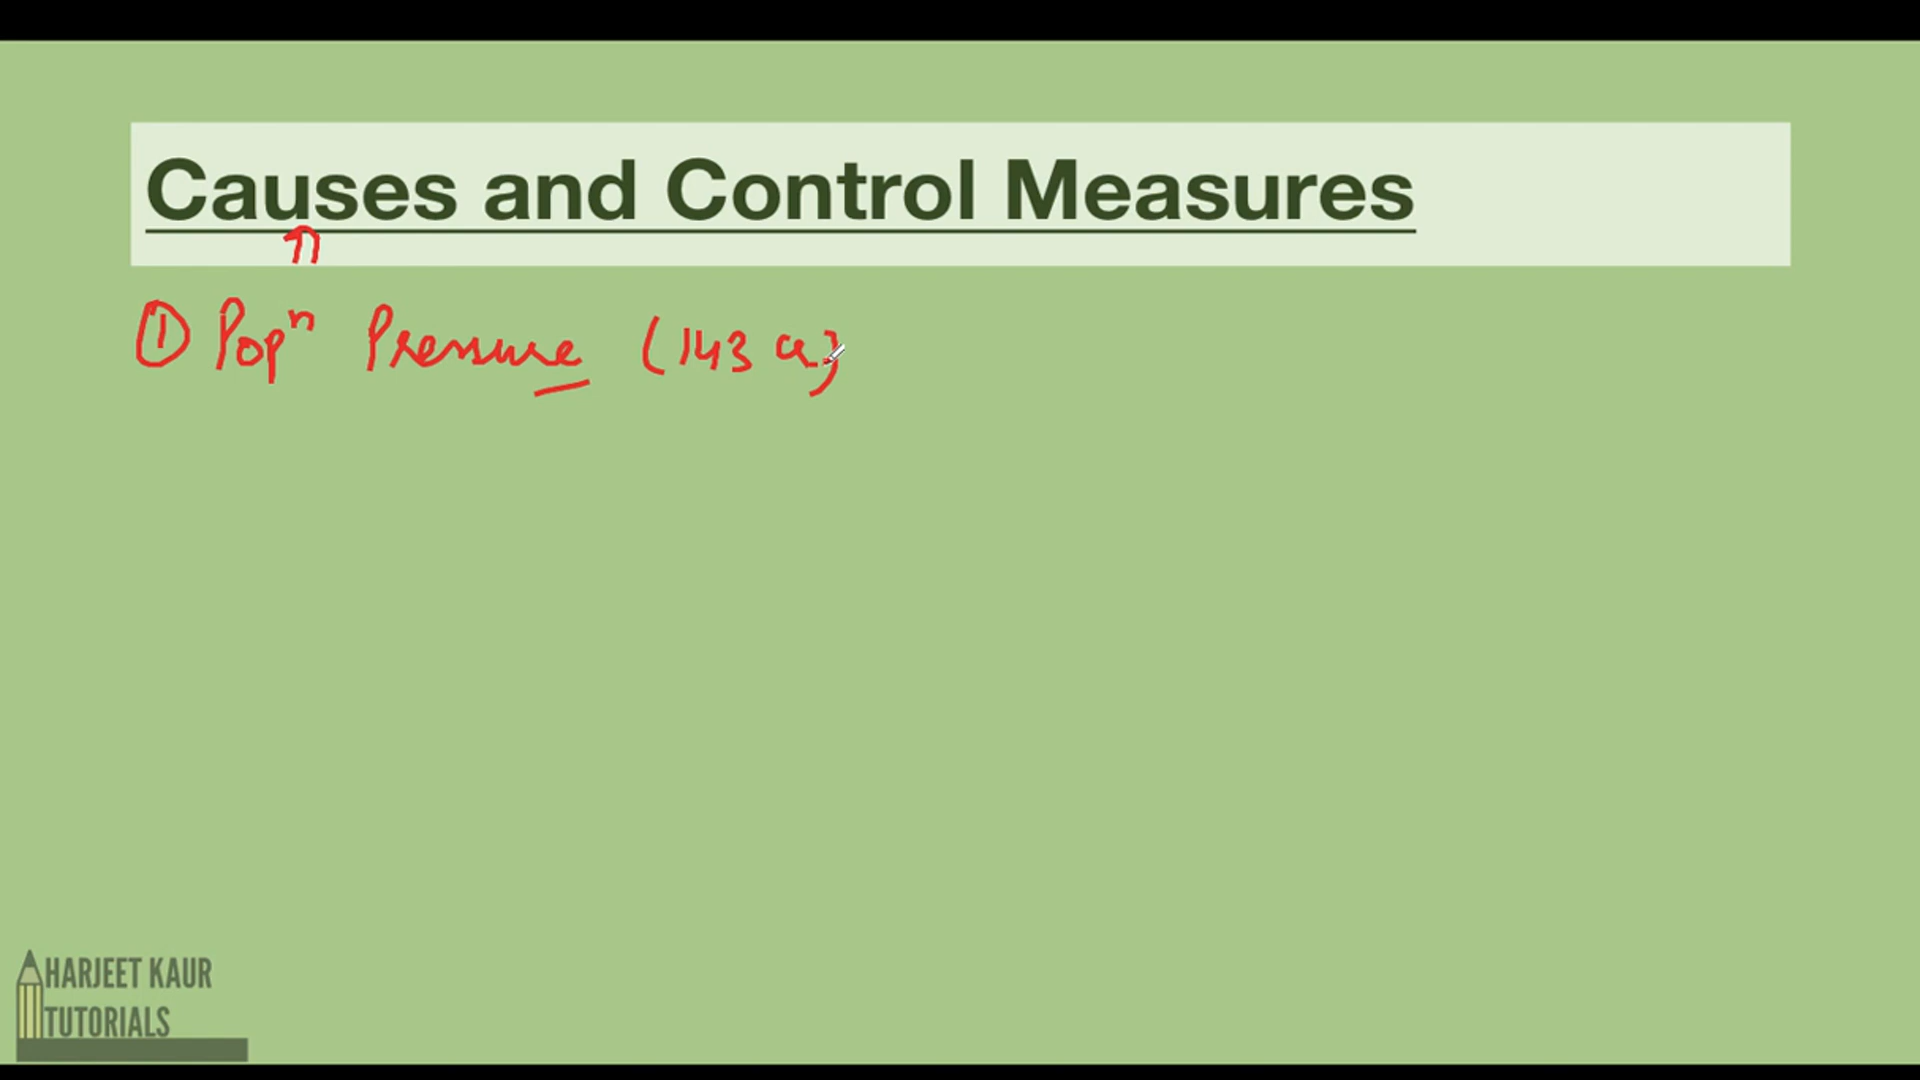 Causes and Control Measures
① Popⁿ Pressure (143 cr)
HARJEET KAUR
TUTORIALS